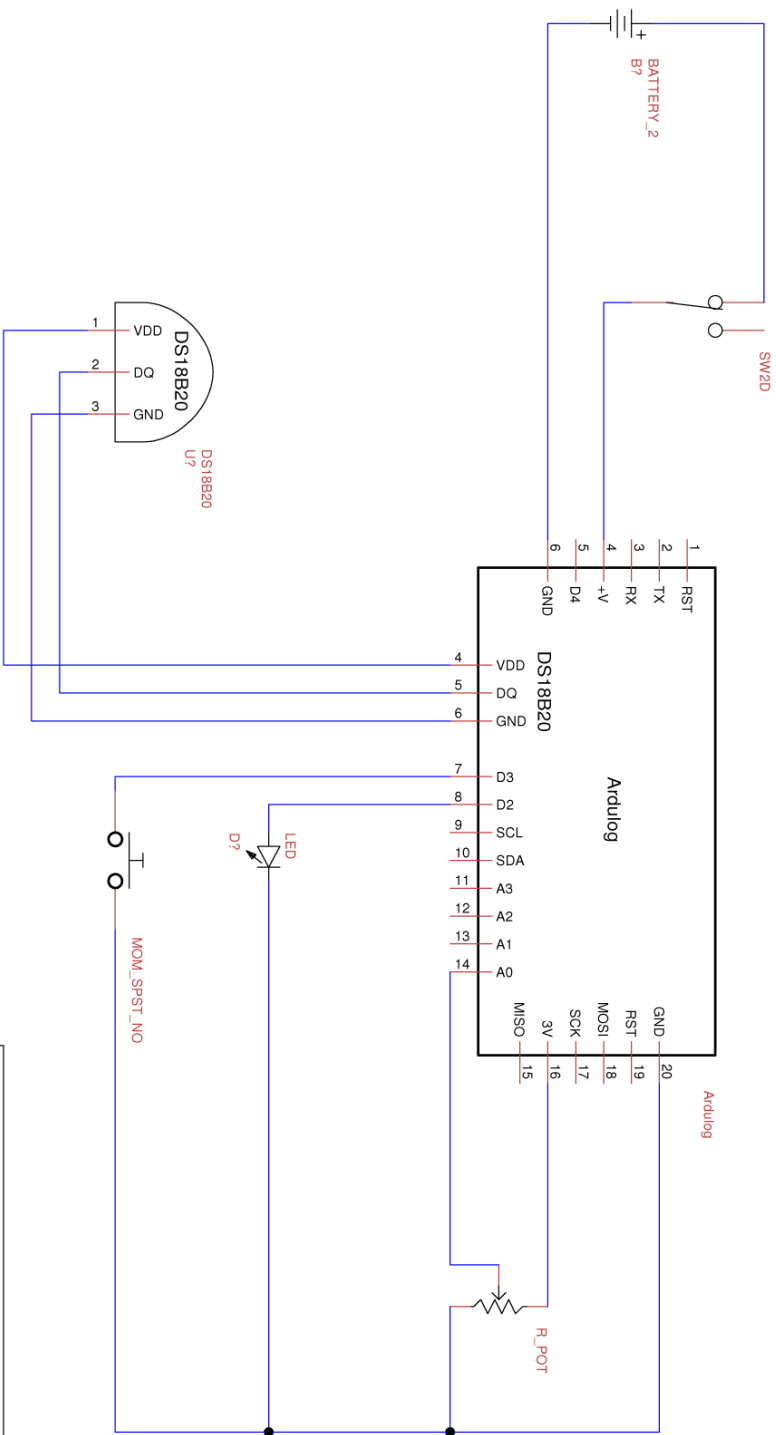 BATTERY_2
B?
+
SW2D
1 VDD
2 DQ
3 GND
DS18B20
DS18B20
U?
1 RST
2 TX
3 RX
4 +V
5 D4
6 GND
DS18B20
4 VDD
5 DQ
6 GND
Ardulog
7 D3
8 D2
9 SCL
10 SDA
11 A3
12 A2
13 A1
14 A0
LED
D?
MOM_SPST_NO
GND 20
RST 19
MOSI 18
SCK 17
3V 16
MISO 15
Ardulog
R_POT